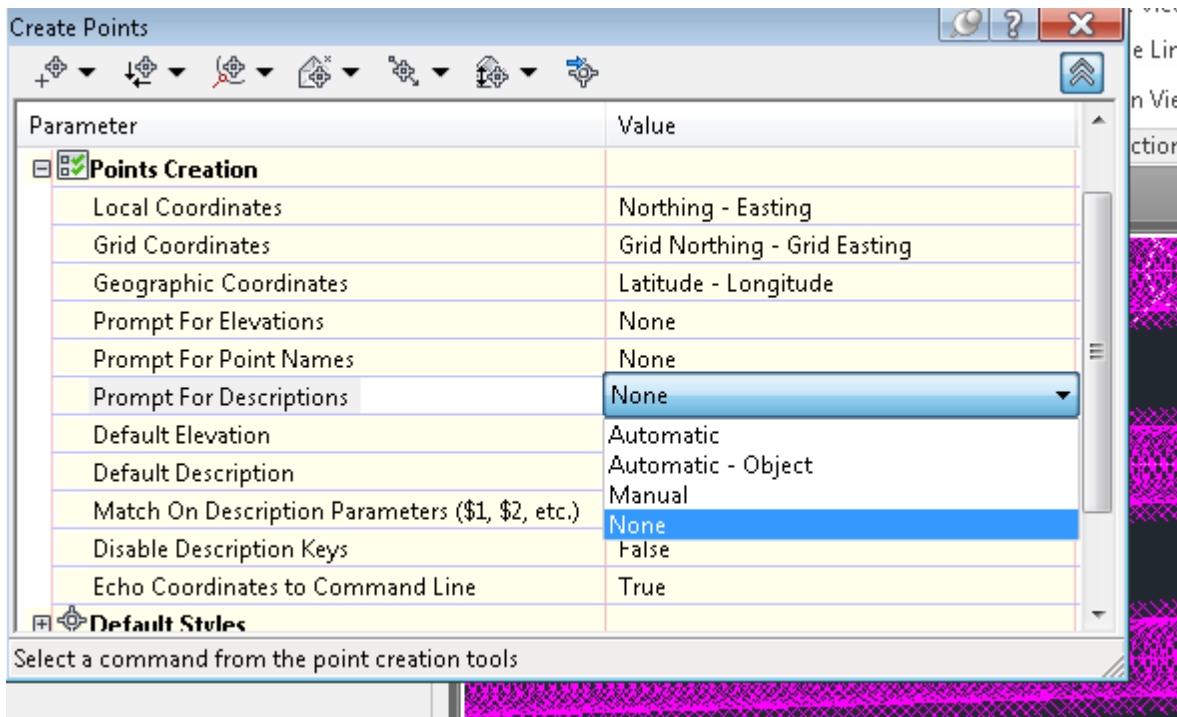 Create Points
?
Parameter Value
Points Creation
Local Coordinates Northing - Easting
Grid Coordinates Grid Northing - Grid Easting
Geographic Coordinates Latitude - Longitude
Prompt For Elevations None
Prompt For Point Names None
Prompt For Descriptions None
Default Elevation Automatic
Default Description Automatic - Object
Match On Description Parameters ($1, $2, etc.) Manual
None
Disable Description Keys False
Echo Coordinates to Command Line True
Default Styles
Select a command from the point creation tools
e Lin
n Vie
ction